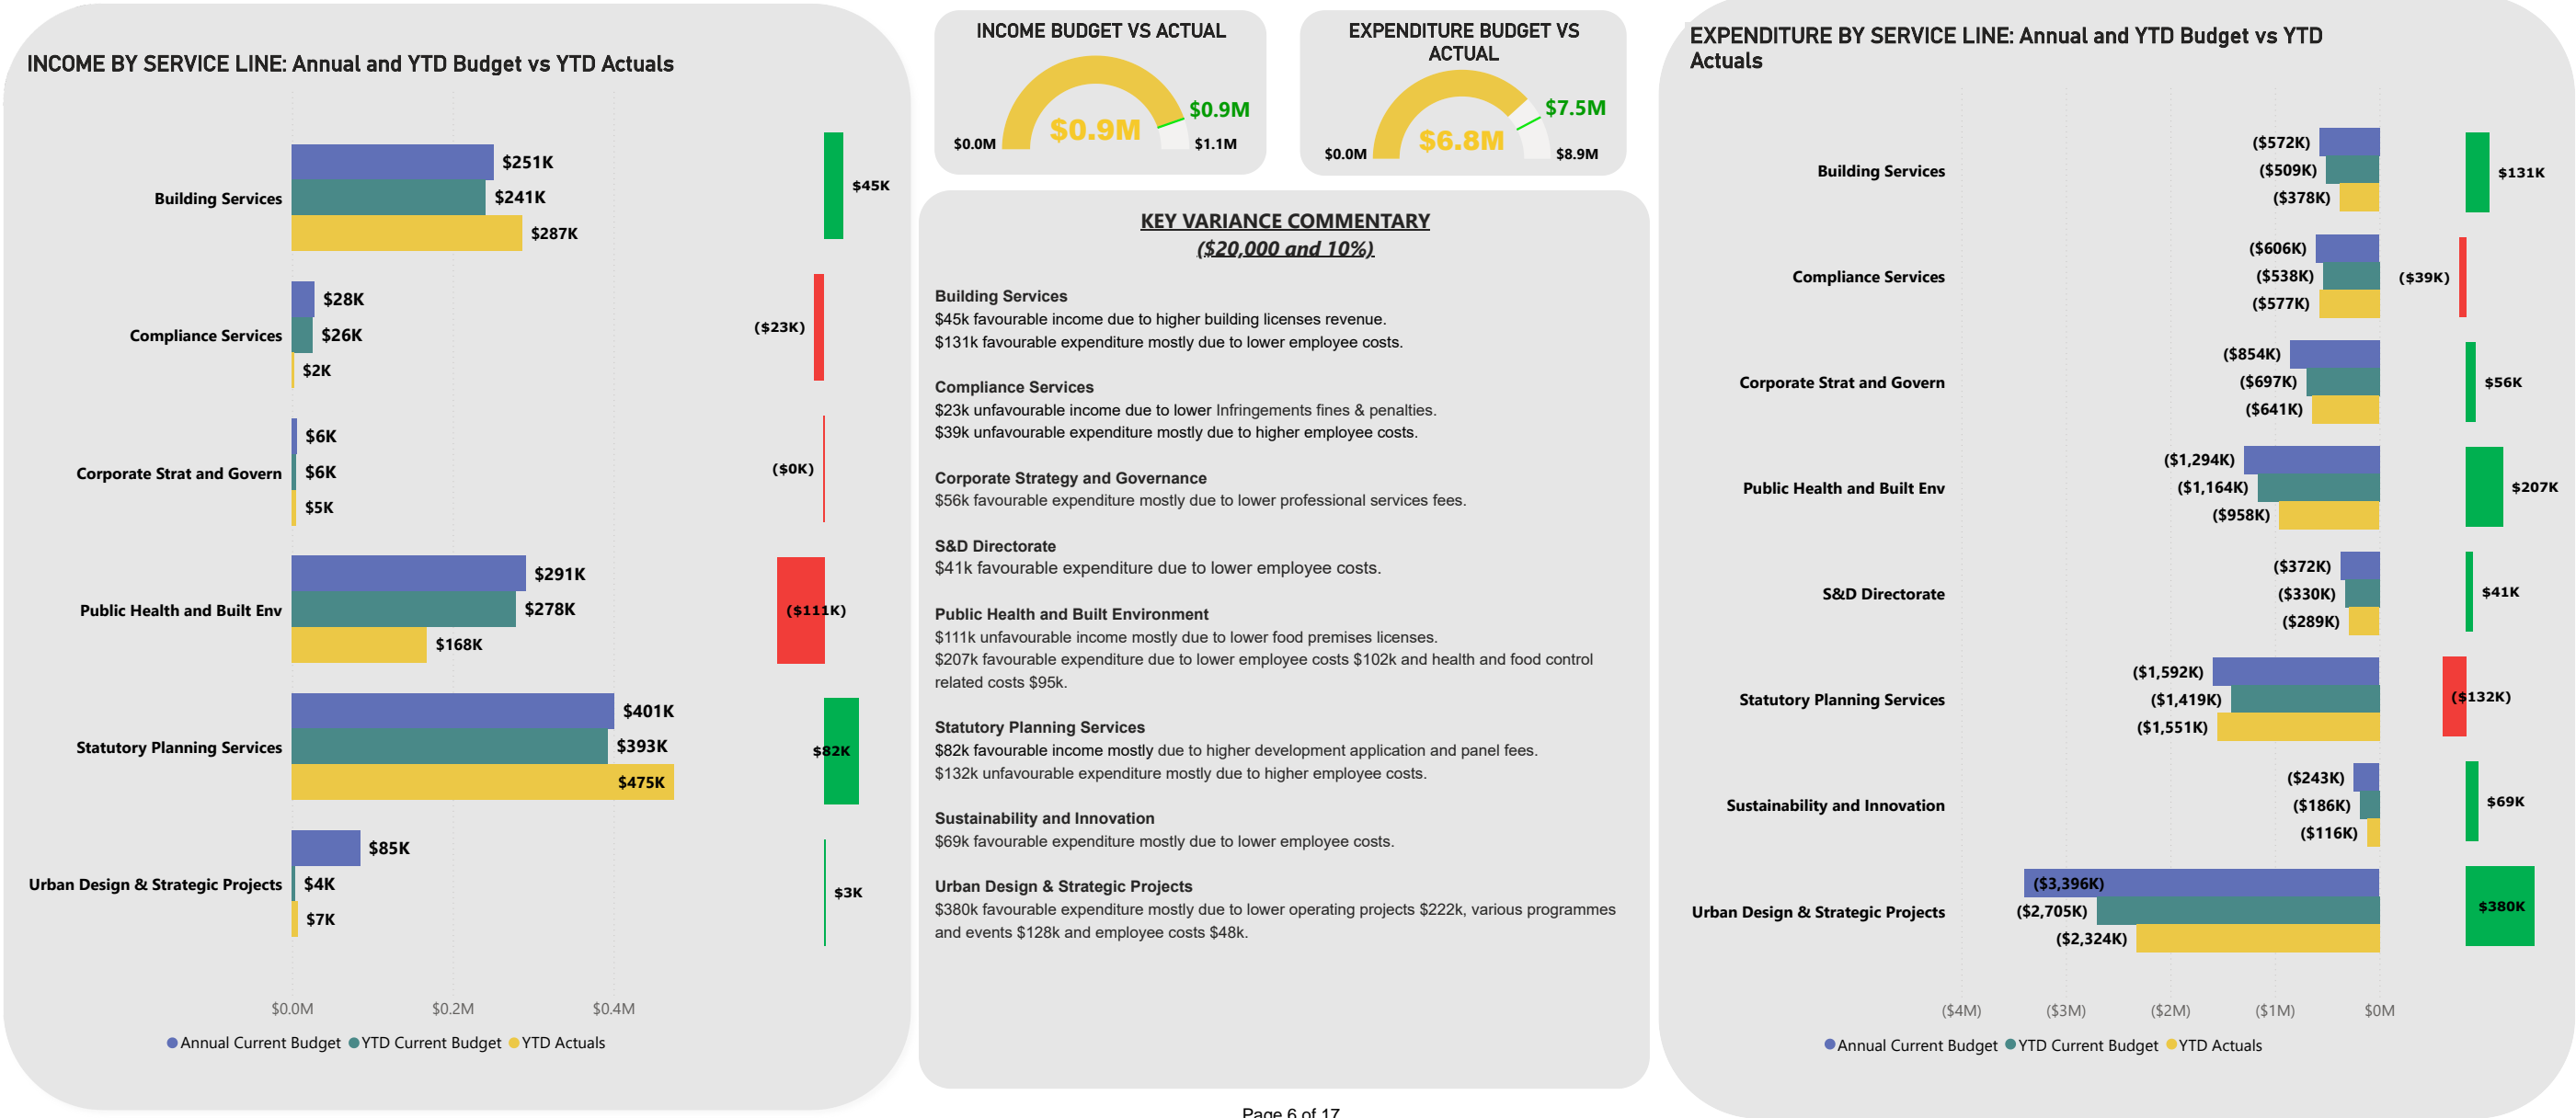 INCOME BY SERVICE LINE: Annual and YTD Budget vs YTD Actuals
Building Services
$251K
$241K
$287K
$45K
Compliance Services
$28K
$26K
$2K
($23K)
Corporate Strat and Govern
$6K
$6K
$5K
($0K)
Public Health and Built Env
$291K
$278K
$168K
($111K)
Statutory Planning Services
$401K
$393K
$475K
$82K
Urban Design & Strategic Projects
$85K
$4K
$7K
$3K
$0.0M $0.2M $0.4M
Annual Current Budget YTD Current Budget YTD Actuals
INCOME BUDGET VS ACTUAL
$0.9M
$0.9M
$0.0M
$1.1M
EXPENDITURE BUDGET VS
ACTUAL
$7.5M
$6.8M
$0.0M
$8.9M
KEY VARIANCE COMMENTARY
($20,000 and 10%)
Building Services
$45k favourable income due to higher building licenses revenue.
$131k favourable expenditure mostly due to lower employee costs.
Compliance Services
$23k unfavourable income due to lower Infringements fines & penalties.
$39k unfavourable expenditure mostly due to higher employee costs.
Corporate Strategy and Governance
$56k favourable expenditure mostly due to lower professional services fees.
S&D Directorate
$41k favourable expenditure due to lower employee costs.
Public Health and Built Environment
$111k unfavourable income mostly due to lower food premises licenses.
$207k favourable expenditure due to lower employee costs $102k and health and food control
related costs $95k.
Statutory Planning Services
$82k favourable income mostly due to higher development application and panel fees.
$132k unfavourable expenditure mostly due to higher employee costs.
Sustainability and Innovation
$69k favourable expenditure mostly due to lower employee costs.
Urban Design & Strategic Projects
$380k favourable expenditure mostly due to lower operating projects $222k, various programmes
and events $128k and employee costs $48k.
EXPENDITURE BY SERVICE LINE: Annual and YTD Budget vs YTD
Actuals
Building Services
($572K)
($509K)
($378K)
$131K
Compliance Services
($606K)
($538K)
($577K)
($39K)
Corporate Strat and Govern
($854K)
($697K)
($641K)
$56K
Public Health and Built Env
($1,294K)
($1,164K)
($958K)
$207K
S&D Directorate
($372K)
($330K)
($289K)
$41K
Statutory Planning Services
($1,592K)
($1,419K)
($1,551K)
($132K)
Sustainability and Innovation
($243K)
($186K)
($116K)
$69K
Urban Design & Strategic Projects
($3,396K)
($2,705K)
($2,324K)
$380K
($4M) ($3M) ($2M) ($1M) $0M
Annual Current Budget YTD Current Budget YTD Actuals
Page 6 of 17